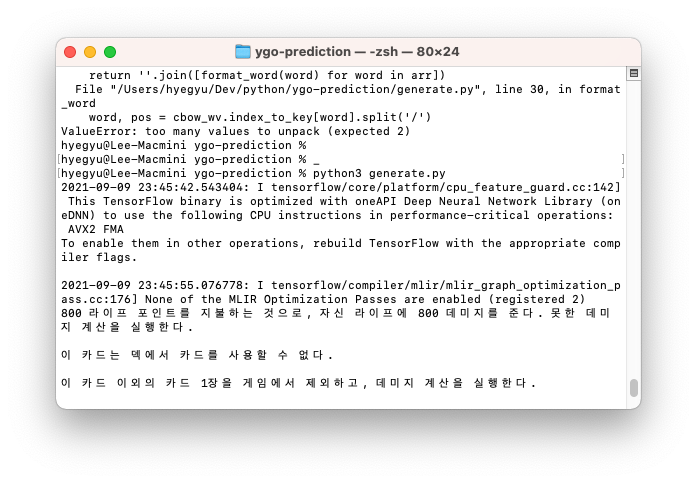 ygo-prediction — -zsh — 80×24
return ''.join([format_word(word) for word in arr])
File "/Users/hyegyu/Dev/python/ygo-prediction/generate.py", line 30, in format
_word
word, pos = cbow_wv.index_to_key[word].split('/')
ValueError: too many values to unpack (expected 2)
hyegyu@Lee-Macmini ygo-prediction %
[hyegyu@Lee-Macmini ygo-prediction % _ ]
[hyegyu@Lee-Macmini ygo-prediction % python3 generate.py ]
2021-09-09 23:45:42.543404: I tensorflow/core/platform/cpu_feature_guard.cc:142]
This TensorFlow binary is optimized with oneAPI Deep Neural Network Library (on
eDNN) to use the following CPU instructions in performance-critical operations:
AVX2 FMA
To enable them in other operations, rebuild TensorFlow with the appropriate comp
iler flags.
2021-09-09 23:45:55.076778: I tensorflow/compiler/mlir/mlir_graph_optimization_p
ass.cc:176] None of the MLIR Optimization Passes are enabled (registered 2)
800 라이프 포인트를 지불하는 것으로, 자신 라이프에 800 데미지를 준다. 못한 데미
지 계산을 실행한다.
이 카드는 덱에서 카드를 사용할 수 없다.
이 카드 이외의 카드 1장을 게임에서 제외하고, 데미지 계산을 실행한다.